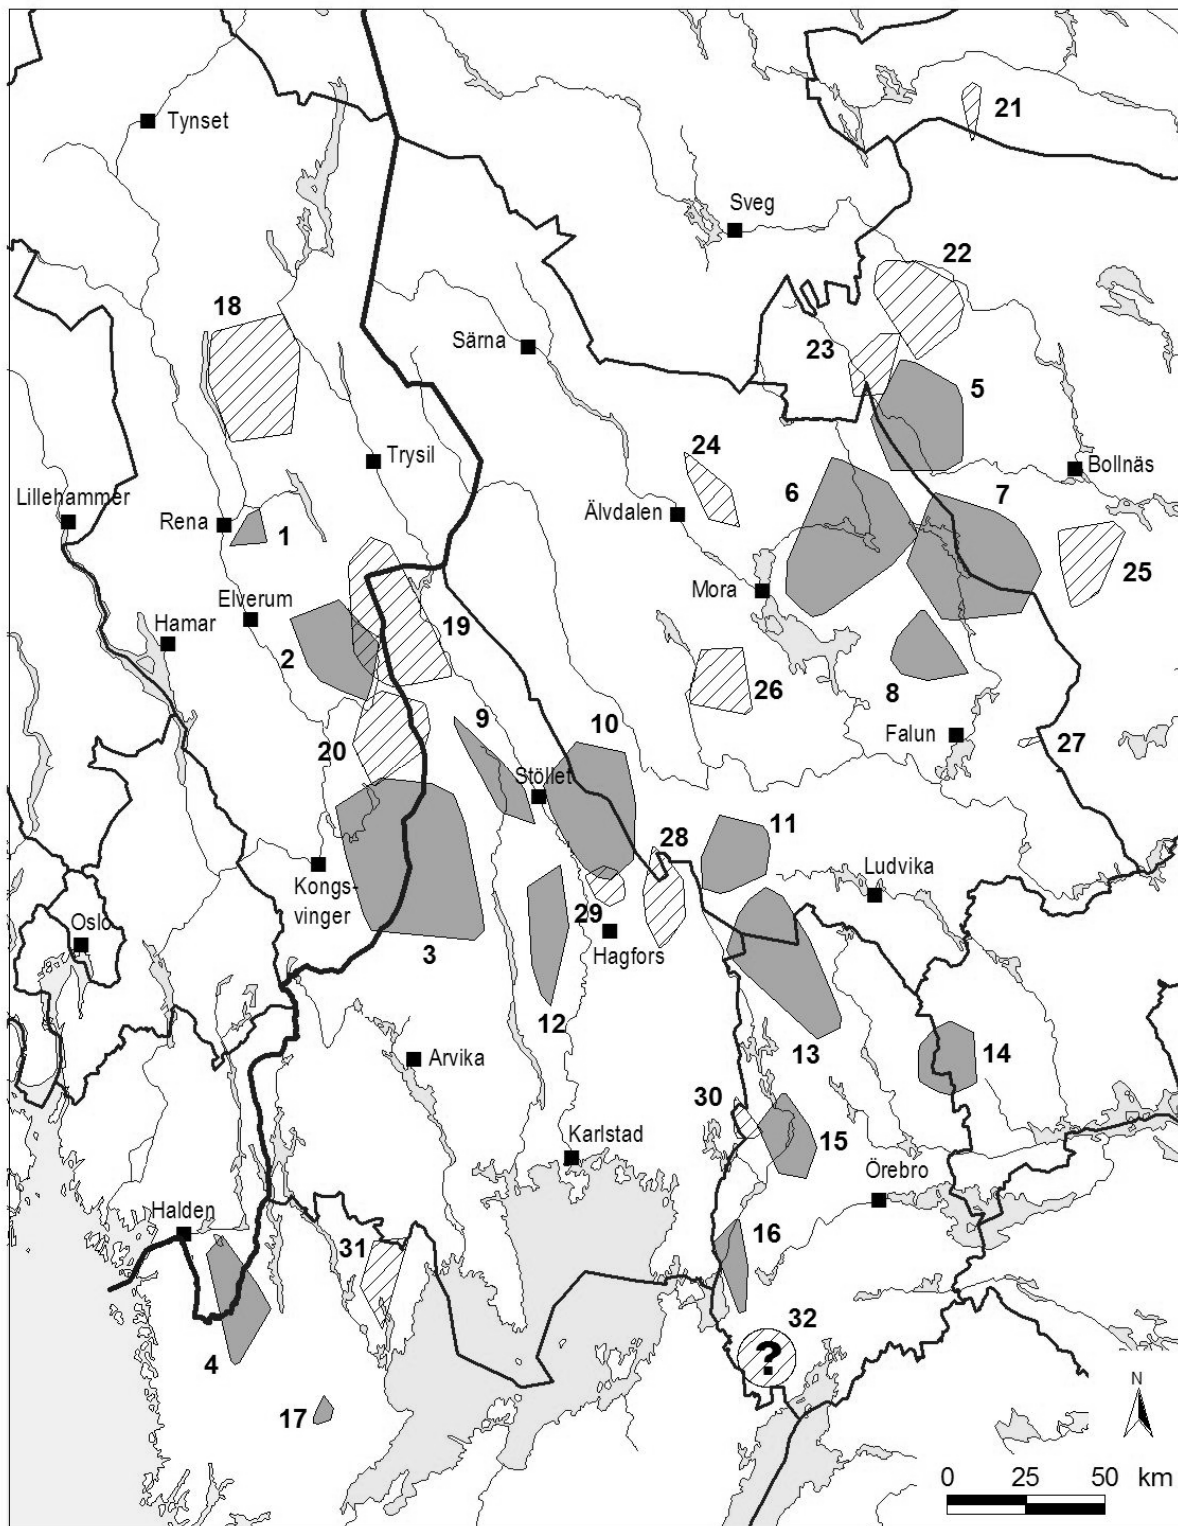 21
Tynset
Sveg
22
18
23
Särna
5
24
Trysil
Bollnäs
6
7
Lillehammer
Älvdalen
Rena
1
25
Mora
Elverum
Hamar
19
2
26
8
9
10
Falun
20
27
Stöllet
11
28
Ludvika
Kongs-
vinger
29
Oslo
Hagfors
3
12
13
14
Arvika
30
Karlstad
15
Örebro
Halden
16
31
32
?
4
N
17
0 25 50 km